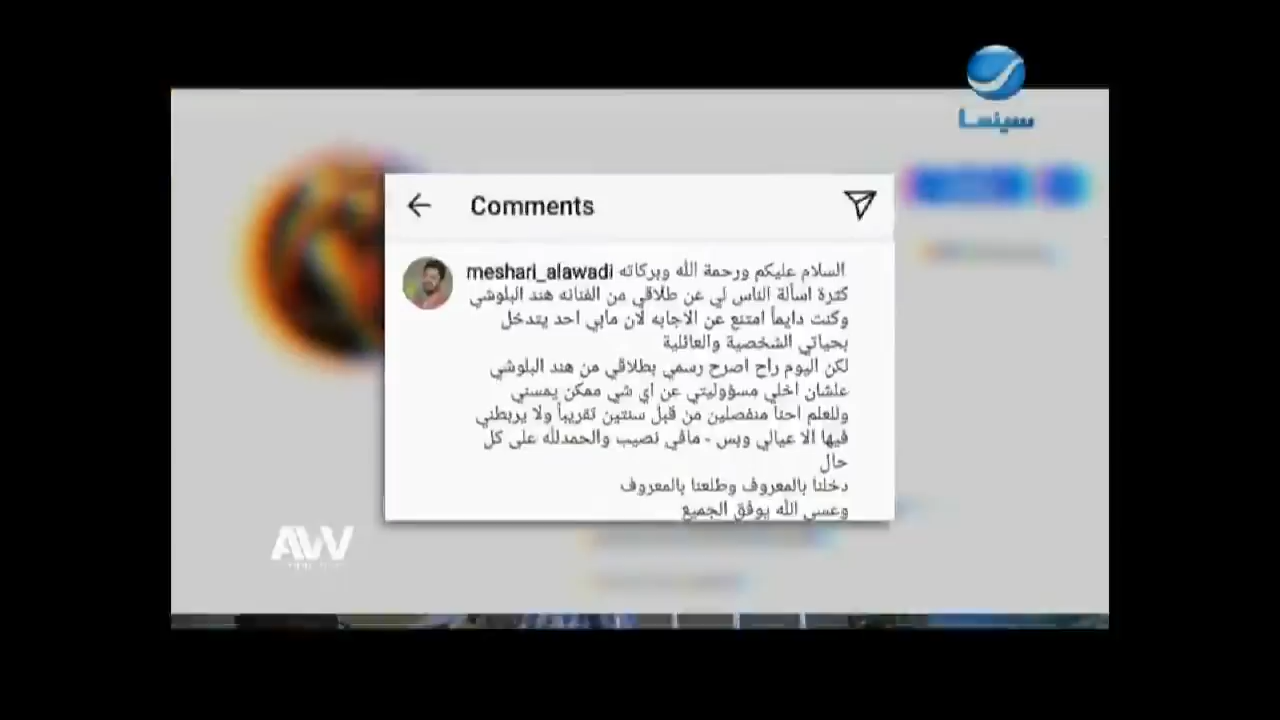 سينما
Comments
meshari_alawadi السلام عليكم ورحمة الله وبركاته
كثرة اسألة الناس لي عن طلاقي من الفنانه هند البلوشي
وكنت دايماً امتنع عن الاجابه لأن مابي احد يتدخل
بحياتي الشخصية والعائلية
لكن اليوم راح اصرح رسمي بطلاقي من هند البلوشي
علشان اخلي مسؤوليتي عن اي شي ممكن يمسني
وللعلم احنا منفصلين من قبل سنتين تقريباً ولا يربطني
فيها الا عيالي وبس - مافي نصيب والحمدلله على كل
حال
دخلنا بالمعروف وطلعنا بالمعروف
وعسى الله يوفق الجميع
AW